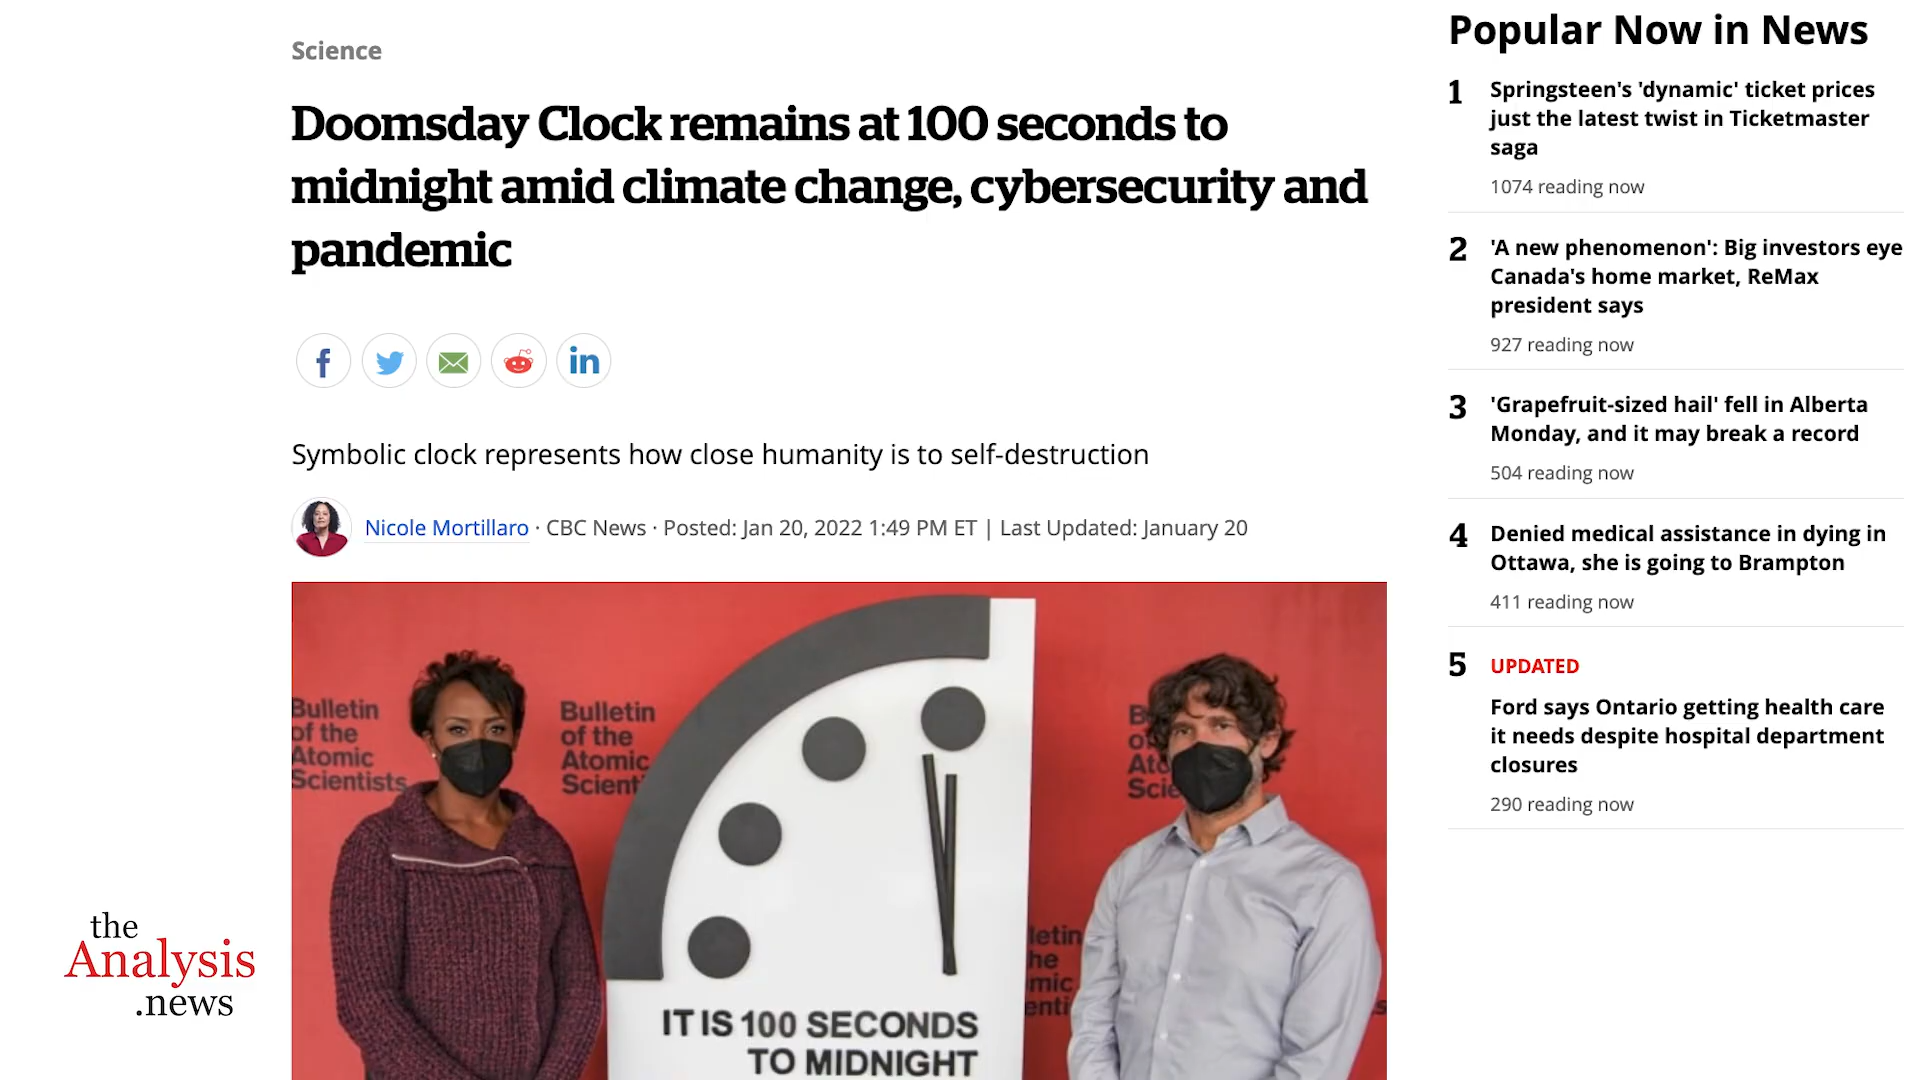 Science
Doomsday Clock remains at 100 seconds to
midnight amid climate change, cybersecurity and
pandemic
Symbolic clock represents how close humanity is to self-destruction
Nicole Mortillaro · CBC News · Posted: Jan 20, 2022 1:49 PM ET | Last Updated: January 20
Bulletin
of the
Atomic
Scientists
Bulletin
of the
Atomic
Scient
IT IS 100 SECONDS
TO MIDNIGHT
the
Analysis
.news
Popular Now in News
1
Springsteen's 'dynamic' ticket prices
just the latest twist in Ticketmaster
saga
1074 reading now
2
'A new phenomenon': Big investors eye
Canada's home market, ReMax
president says
927 reading now
3
'Grapefruit-sized hail' fell in Alberta
Monday, and it may break a record
504 reading now
4
Denied medical assistance in dying in
Ottawa, she is going to Brampton
411 reading now
5
UPDATED
Ford says Ontario getting health care
it needs despite hospital department
closures
290 reading now